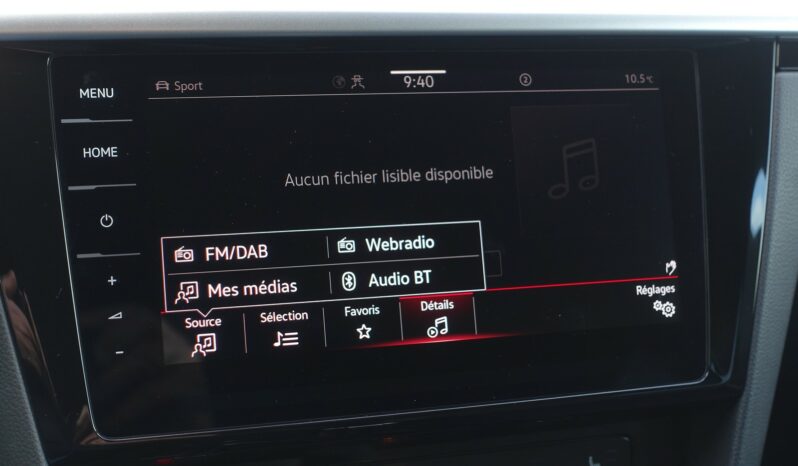 MENU
HOME
+
-
Sport
9:40
2
10.5°C
Aucun fichier lisible disponible
FM/DAB
Webradio
Mes médias
Audio BT
Source
Sélection
Favoris
Détails
Réglages